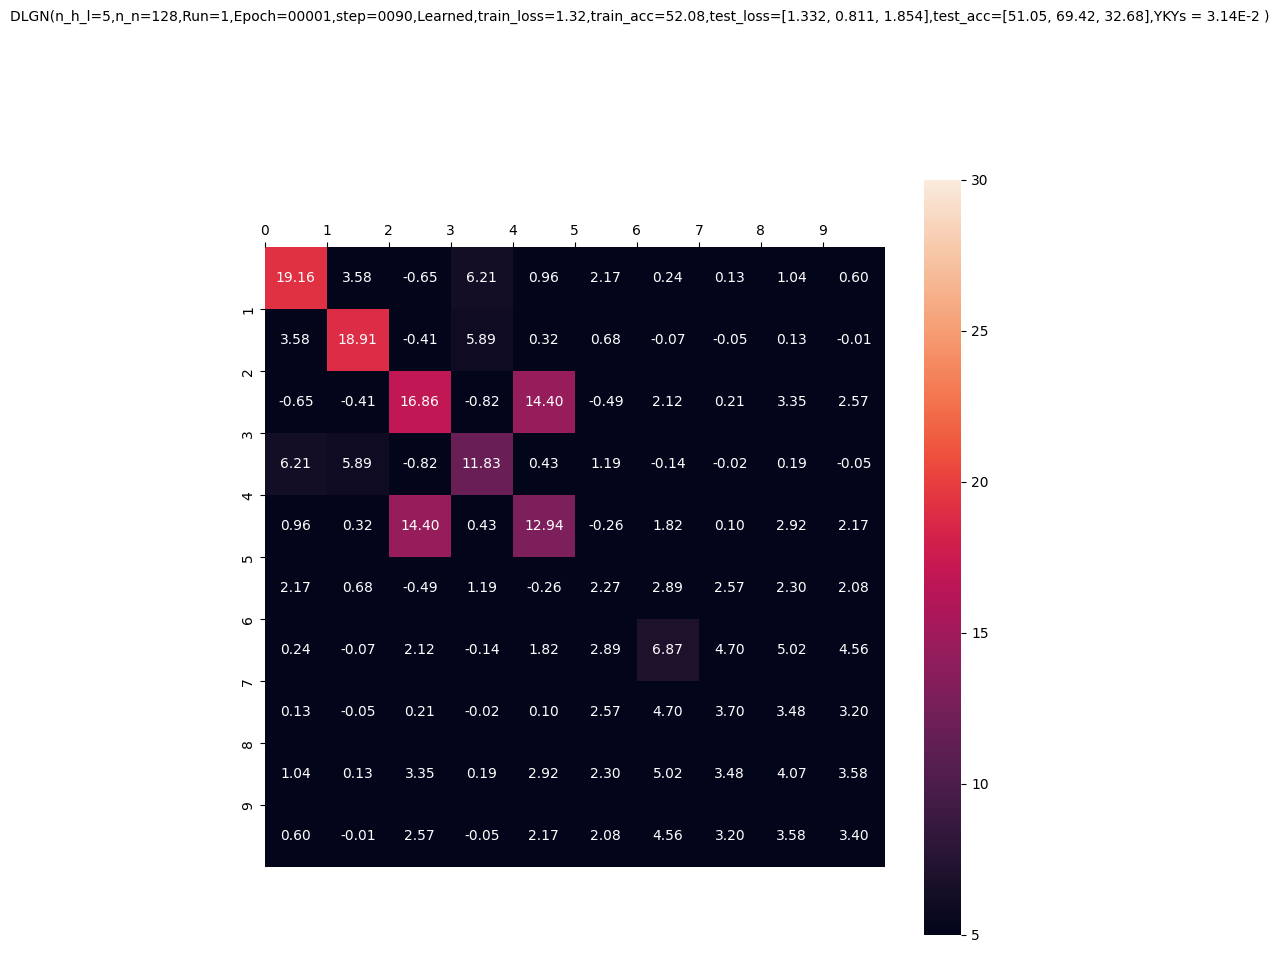 DLGN(n_h_l=5,n_n=128,Run=1,Epoch=00001,step=0090,Learned,train_loss=1.32,train_acc=52.08,test_loss=[1.332, 0.811, 1.854],test_acc=[51.05, 69.42, 32.68],YKYs = 3.14E-2 )
30
0 1 2 3 4 5 6 7 8 9
19.16 3.58 -0.65 6.21 0.96 2.17 0.24 0.13 1.04 0.60
1
25
3.58 18.91 -0.41 5.89 0.32 0.68 -0.07 -0.05 0.13 -0.01
2
-0.65 -0.41 16.86 -0.82 14.40 -0.49 2.12 0.21 3.35 2.57
3
6.21 5.89 -0.82 11.83 0.43 1.19 -0.14 -0.02 0.19 -0.05
20
4
0.96 0.32 14.40 0.43 12.94 -0.26 1.82 0.10 2.92 2.17
5
2.17 0.68 -0.49 1.19 -0.26 2.27 2.89 2.57 2.30 2.08
6
15
0.24 -0.07 2.12 -0.14 1.82 2.89 6.87 4.70 5.02 4.56
7
0.13 -0.05 0.21 -0.02 0.10 2.57 4.70 3.70 3.48 3.20
8
1.04 0.13 3.35 0.19 2.92 2.30 5.02 3.48 4.07 3.58
10
9
0.60 -0.01 2.57 -0.05 2.17 2.08 4.56 3.20 3.58 3.40
5